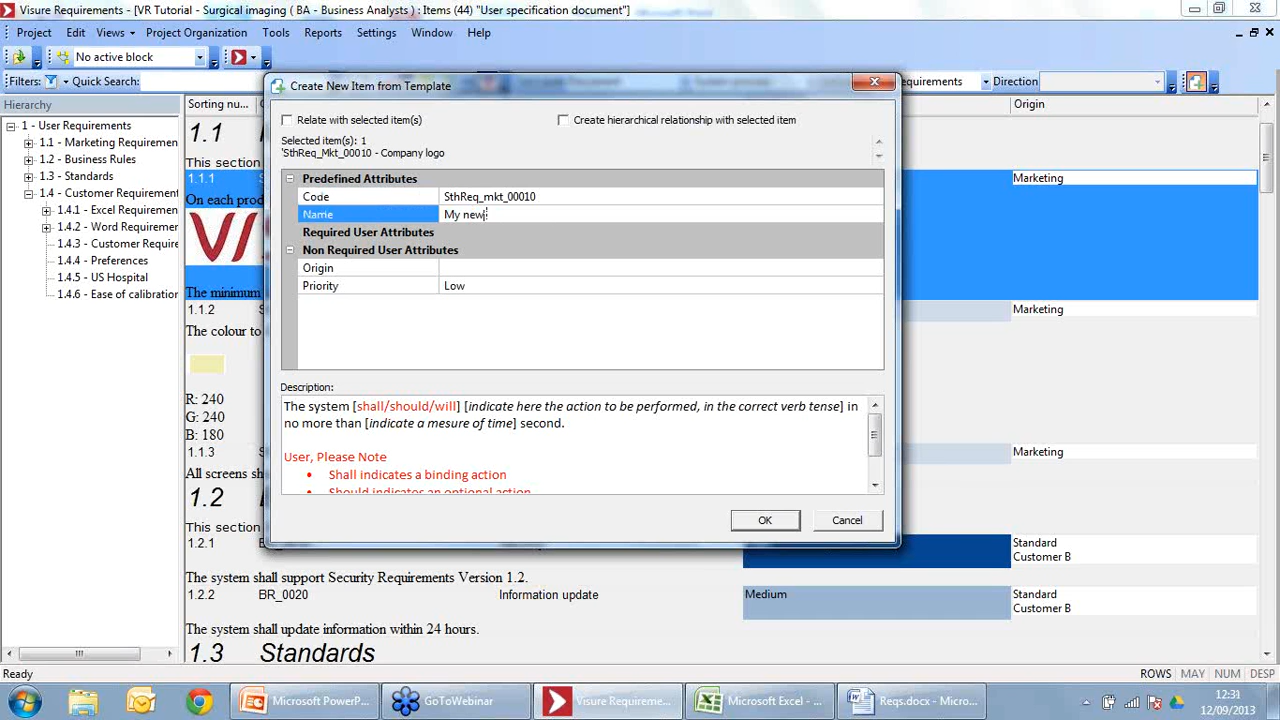 Visure Requirements - [VR Tutorial - Surgical imaging ( BA - Business Analysts ) : Items (44) "User specification document"]
Project Edit Views Project Organization Tools Reports Settings Window Help
No active block
Filters: Quick Search:
Direction
Hierarchy
1 - User Requirements
1.1 - Marketing Requiremen
1.2 - Business Rules
1.3 - Standards
1.4 - Customer Requirement
1.4.1 - Excel Requiremen
1.4.2 - Word Requiremen
1.4.3 - Customer Require
1.4.4 - Preferences
1.4.5 - US Hospital
1.4.6 - Ease of calibration
Sorting nu...
Origin
1.1
This section
1.1.1
Marketing
On each produ
The minimum
1.1.2
Marketing
The colour to
R: 240
G: 240
B: 180
1.1.3
Marketing
All screens sh
1.2
This section
1.2.1
Standard
Customer B
The system shall support Security Requirements Version 1.2.
1.2.2 BR_0020 Information update Medium Standard
Customer B
The system shall update information within 24 hours.
1.3 Standards
Create New Item from Template
Relate with selected item(s) Create hierarchical relationship with selected item
Selected item(s): 1
'SthReq_Mkt_00010 - Company logo
Predefined Attributes
Code SthReq_mkt_00010
Name My new
Required User Attributes
Non Required User Attributes
Origin
Priority Low
Description:
The system [shall/should/will] [indicate here the action to be performed, in the correct verb tense] in
no more than [indicate a mesure of time] second.
User, Please Note
• Shall indicates a binding action
• Should indicates an optional action
OK Cancel
Ready ROWS MAY NUM DESP
Microsoft PowerP... GoToWebinar Visure Requireme... Microsoft Excel - ... Reqs.docx - Micros...
12:31
12/09/2013